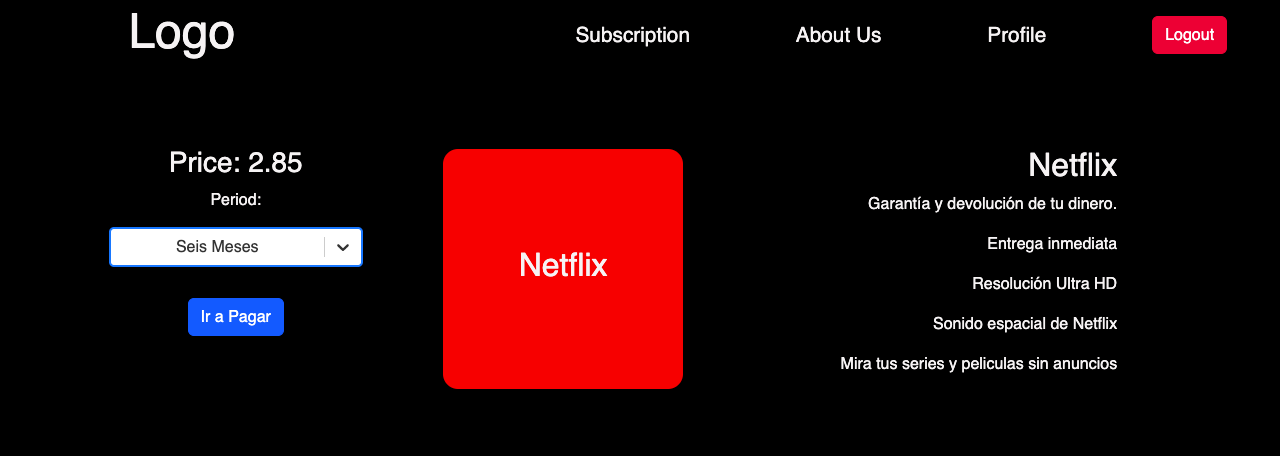 Logo
Subscription
About Us
Profile
Logout
Price: 2.85
Period:
Seis Meses
Ir a Pagar
Netflix
Netflix
Garantía y devolución de tu dinero.
Entrega inmediata
Resolución Ultra HD
Sonido espacial de Netflix
Mira tus series y peliculas sin anuncios